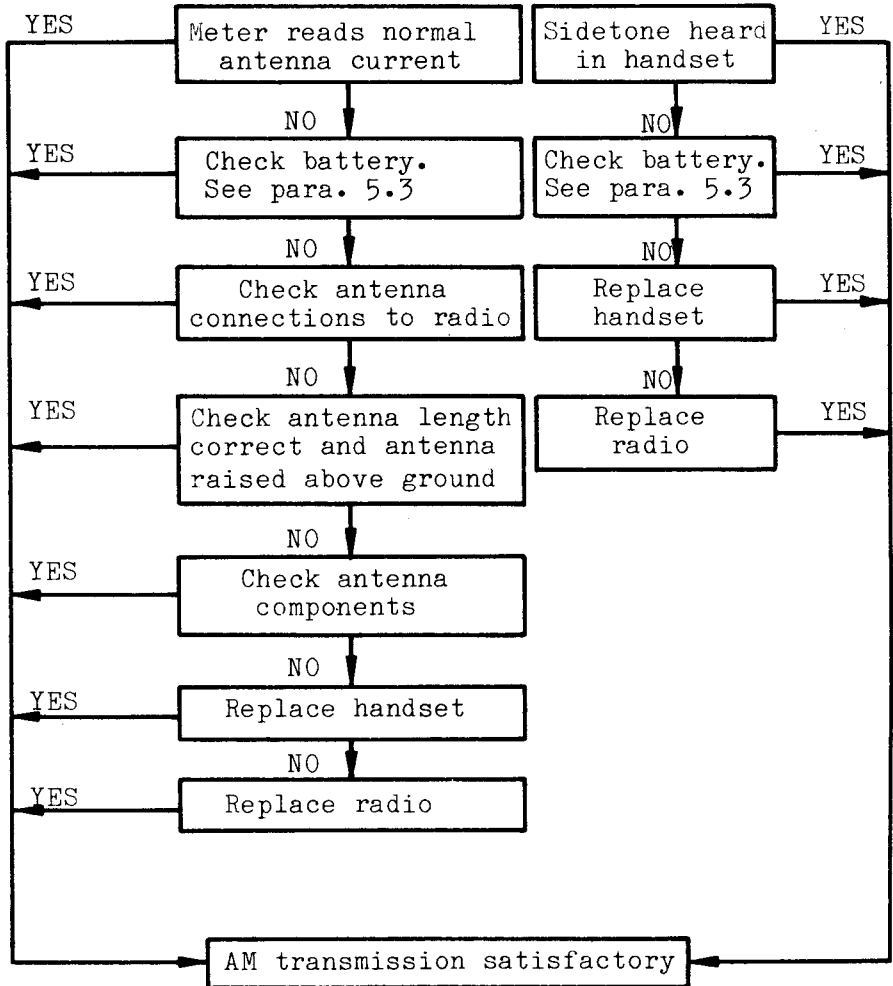 YES
Meter reads normal
antenna current
Sidetone heard
in handset
YES
NO
NO
YES
Check battery.
See para. 5.3
Check battery.
See para. 5.3
YES
NO
NO
YES
Check antenna
connections to radio
Replace
handset
YES
NO
NO
YES
Check antenna length
correct and antenna
raised above ground
Replace
radio
YES
NO
YES
Check antenna
components
NO
YES
Replace handset
NO
YES
Replace radio
AM transmission satisfactory